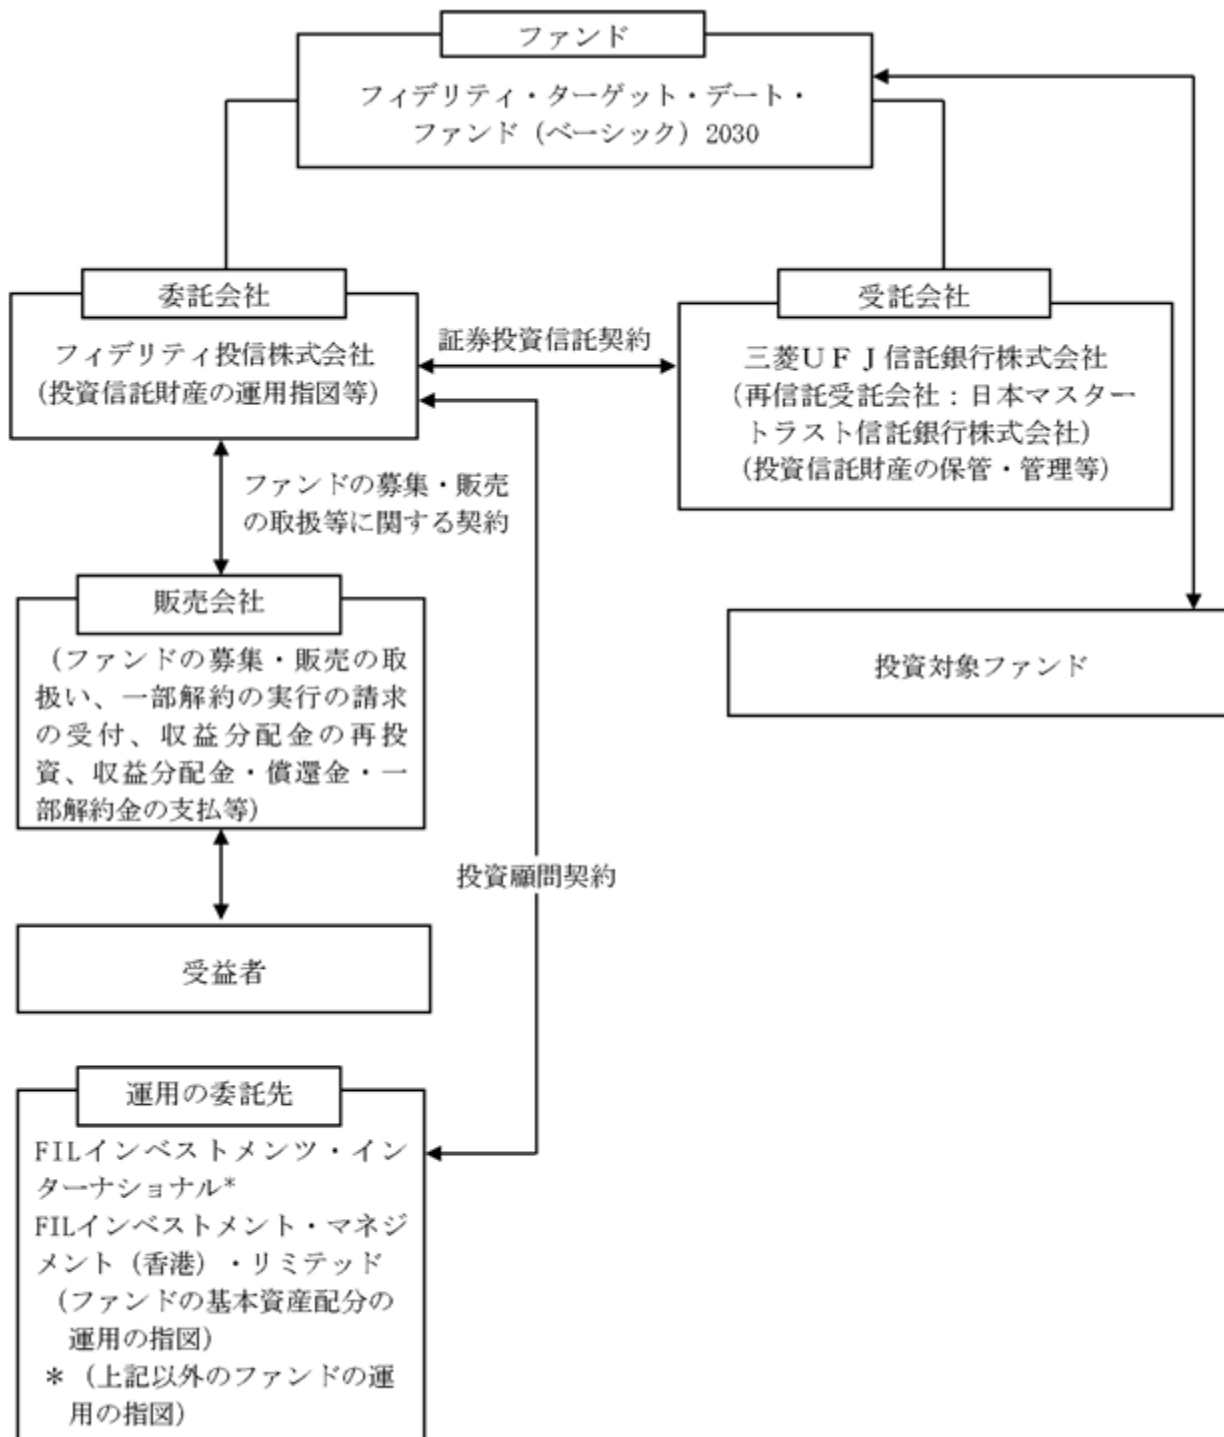 ファンド
フィデリティ・ターゲット・デート・
ファンド（ベーシック）2030
委託会社
フィデリティ投信株式会社
（投資信託財産の運用指図等）
証券投資信託契約
受託会社
三菱ＵＦＪ信託銀行株式会社
（再信託受託会社：日本マスター
トラスト信託銀行株式会社）
（投資信託財産の保管・管理等）
ファンドの募集・販売
の取扱等に関する契約
販売会社
（ファンドの募集・販売の取
扱い、一部解約の実行の請求
の受付、収益分配金の再投
資、収益分配金・償還金・一
部解約金の支払等）
投資対象ファンド
投資顧問契約
受益者
運用の委託先
FILインベストメンツ・イン
ターナショナル*
FILインベストメント・マネジ
メント（香港）・リミテッド
（ファンドの基本資産配分の
運用の指図）
＊（上記以外のファンドの運
用の指図）